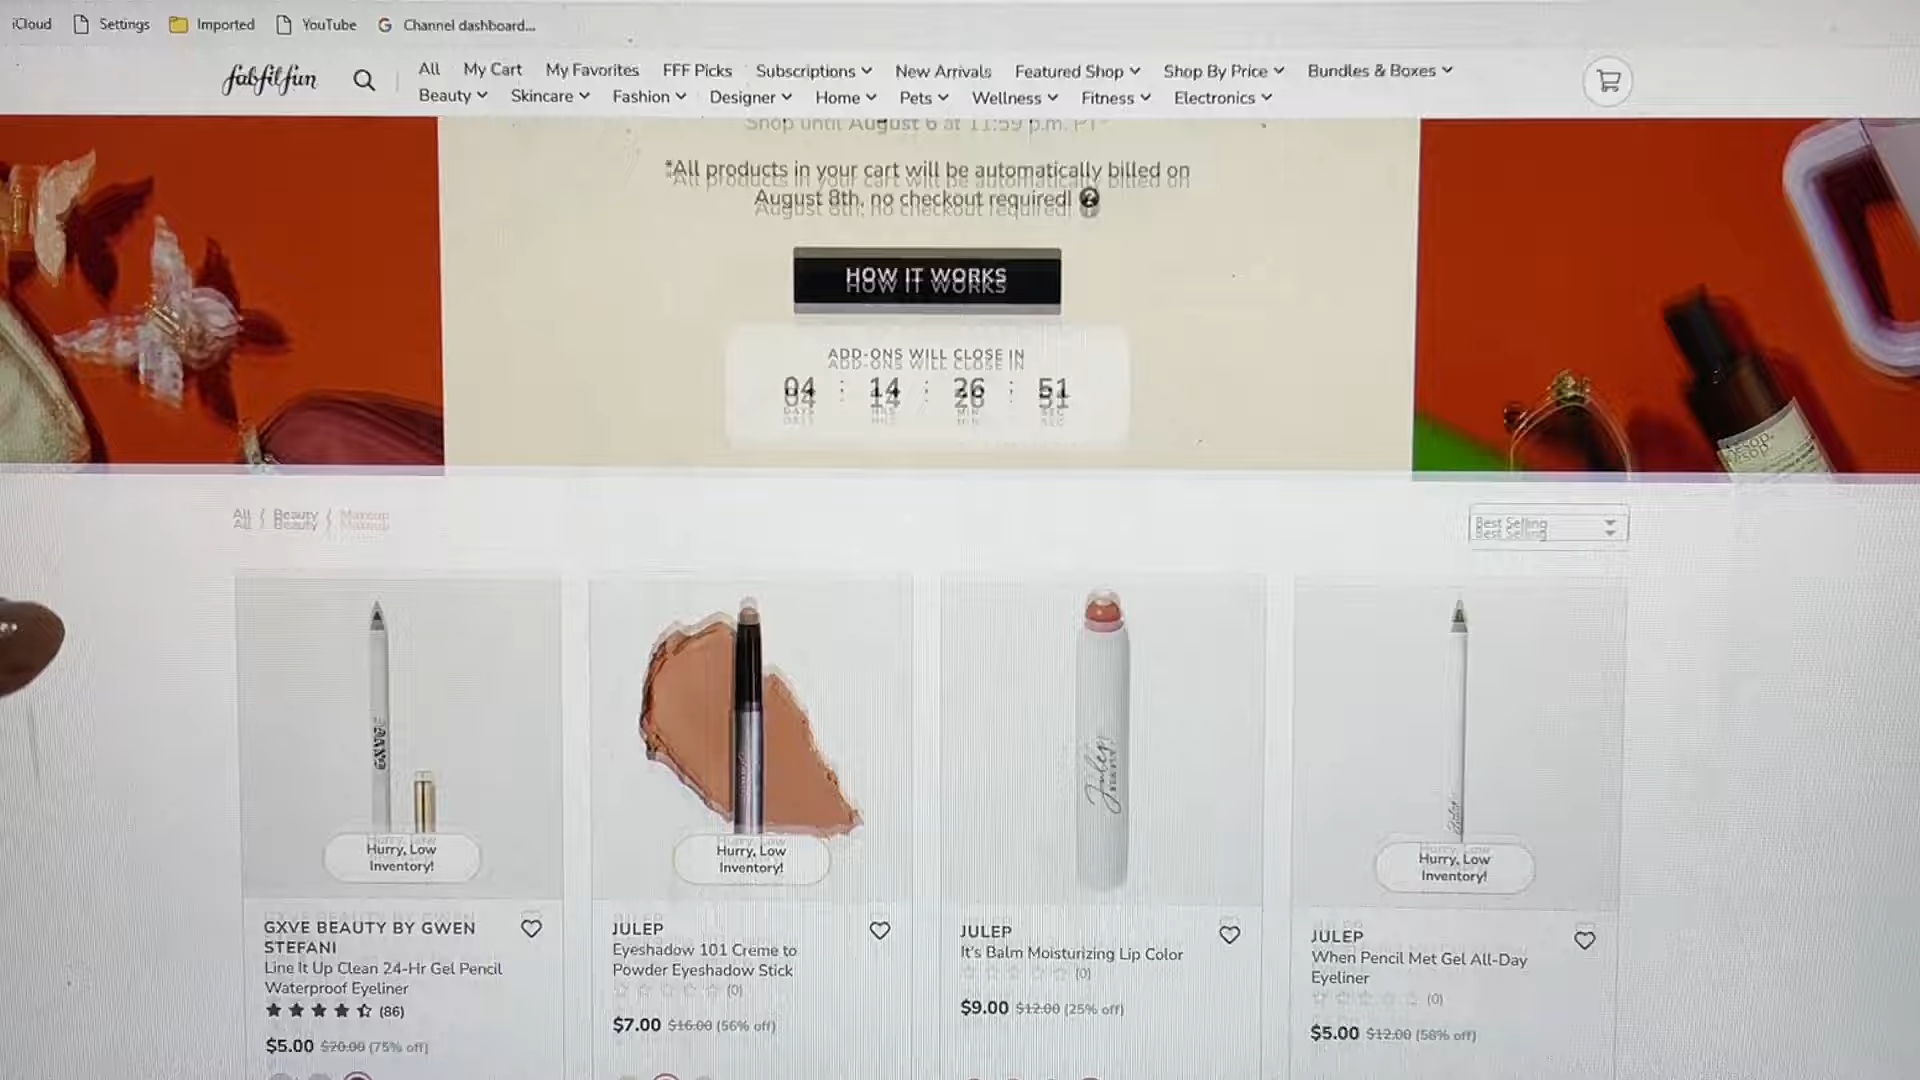 iCloud Settings Imported YouTube Channel dashboard...
fabfitfun
All My Cart My Favorites FFF Picks Subscriptions New Arrivals Featured Shop Shop By Price Bundles & Boxes
Beauty Skincare Fashion Designer Home Pets Wellness Fitness Electronics
Shop until August 6 at 11:59 p.m. PT
*All products in your cart will be automatically billed on
August 8th, no checkout required!
HOW IT WORKS
ADD-ONS WILL CLOSE IN
04 : 14 : 26 : 51
DAYS HRS MIN SEC
Aesop
All / Beauty / Makeup
Best Selling
GXVE
Julep
BEAUTY
Hurry, Low
Inventory!
Hurry, Low
Inventory!
Hurry, Low
Inventory!
GXVE BEAUTY BY GWEN
STEFANI
Line It Up Clean 24-Hr Gel Pencil
Waterproof Eyeliner
(86)
$5.00 $20.00 (75% off)
JULEP
Eyeshadow 101 Creme to
Powder Eyeshadow Stick
(0)
$7.00 $16.00 (56% off)
JULEP
It's Balm Moisturizing Lip Color
(0)
$9.00 $12.00 (25% off)
JULEP
When Pencil Met Gel All-Day
Eyeliner
(0)
$5.00 $12.00 (58% off)